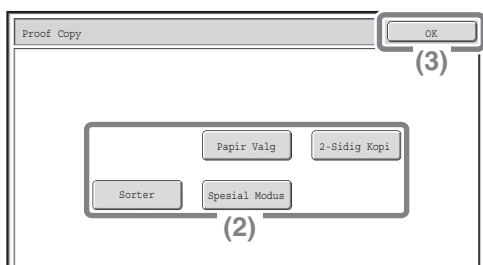 Proof Copy
OK
(3)
Papir Valg
2-Sidig Kopi
Sorter
Spesial Modus
(2)